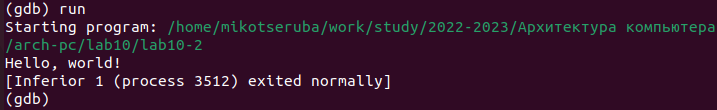 (gdb) run
Starting program: /home/mikotseruba/work/study/2022-2023/Архитектура компьютера
/arch-pc/lab10/lab10-2
Hello, world!
[Inferior 1 (process 3512) exited normally]
(gdb)